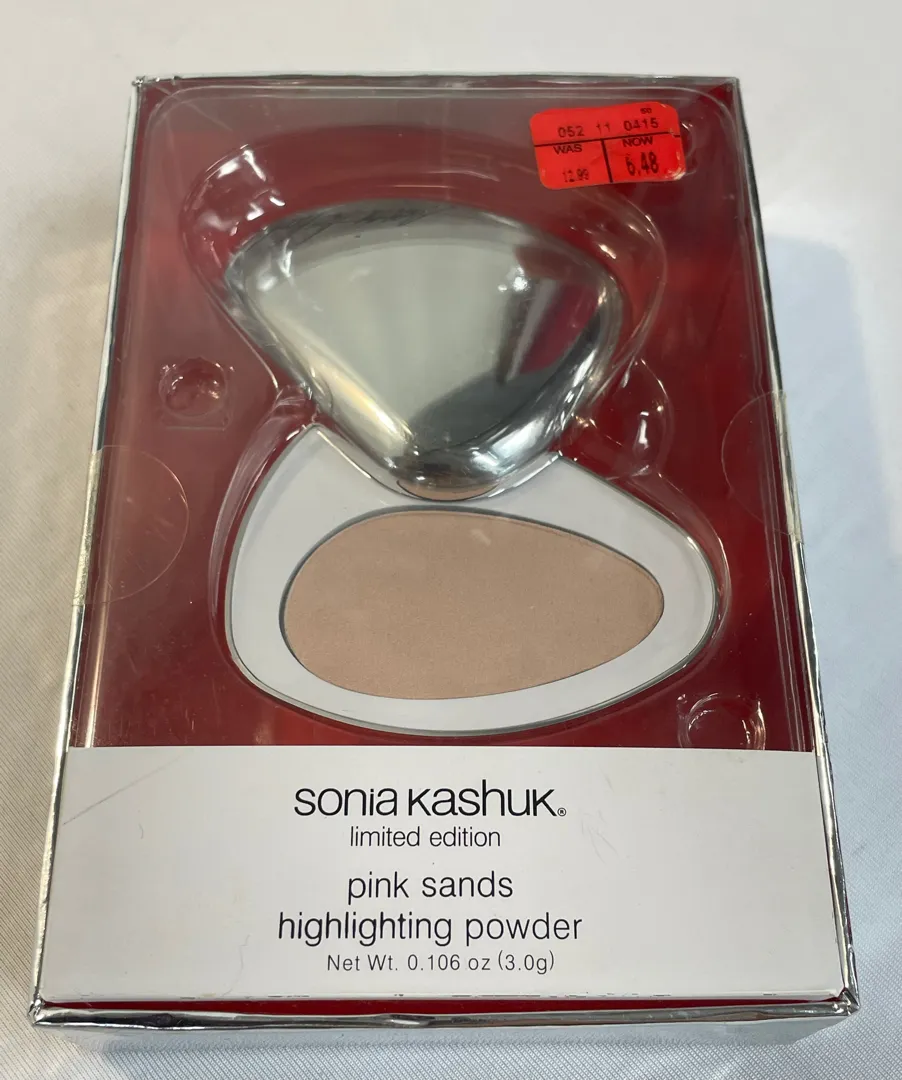 052 11 0415
WAS NOW
12.99 6.48
sonia kashuk®
limited edition
pink sands
highlighting powder
Net Wt. 0.106 oz (3.0g)